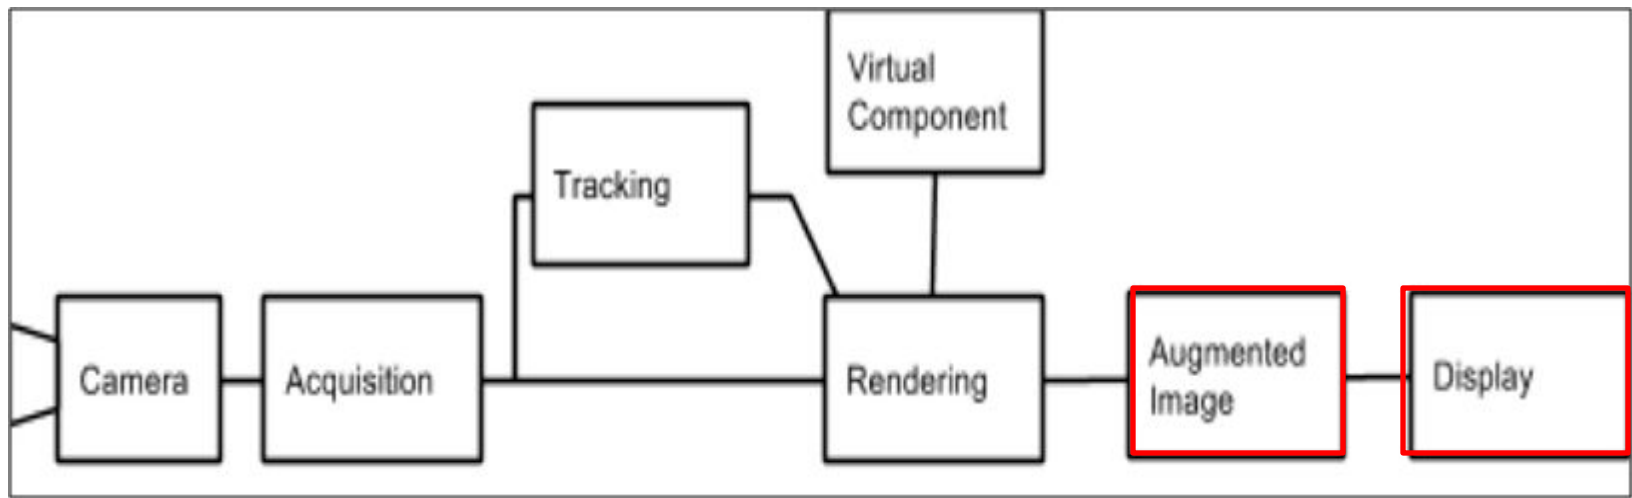 Virtual
Component
Tracking
Camera
Acquisition
Rendering
Augmented
Image
Display